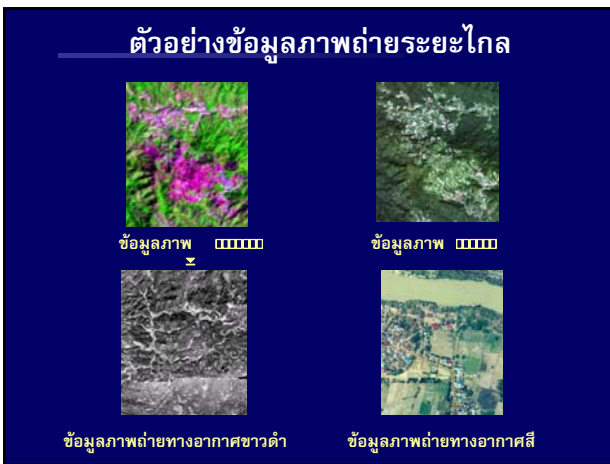 ตัวอย่างข้อมูลภาพถ่ายระยะไกล
ข้อมูลภาพ
ข้อมูลภาพ
ข้อมูลภาพถ่ายทางอากาศขาวดำ
ข้อมูลภาพถ่ายทางอากาศสี